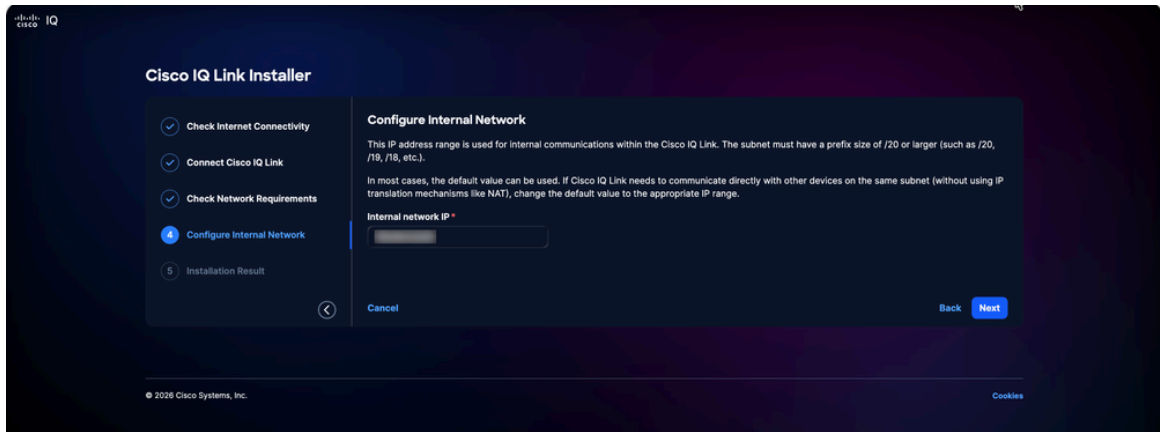 cisco IQ
Cisco IQ Link Installer
Check Internet Connectivity
Connect Cisco IQ Link
Check Network Requirements
4 Configure Internal Network
5 Installation Result
Configure Internal Network
This IP address range is used for internal communications within the Cisco IQ Link. The subnet must have a prefix size of /20 or larger (such as /20,
/19, /18, etc.).
In most cases, the default value can be used. If Cisco IQ Link needs to communicate directly with other devices on the same subnet (without using IP
translation mechanisms like NAT), change the default value to the appropriate IP range.
Internal network IP *
Cancel
Back
Next
© 2026 Cisco Systems, Inc.
Cookies